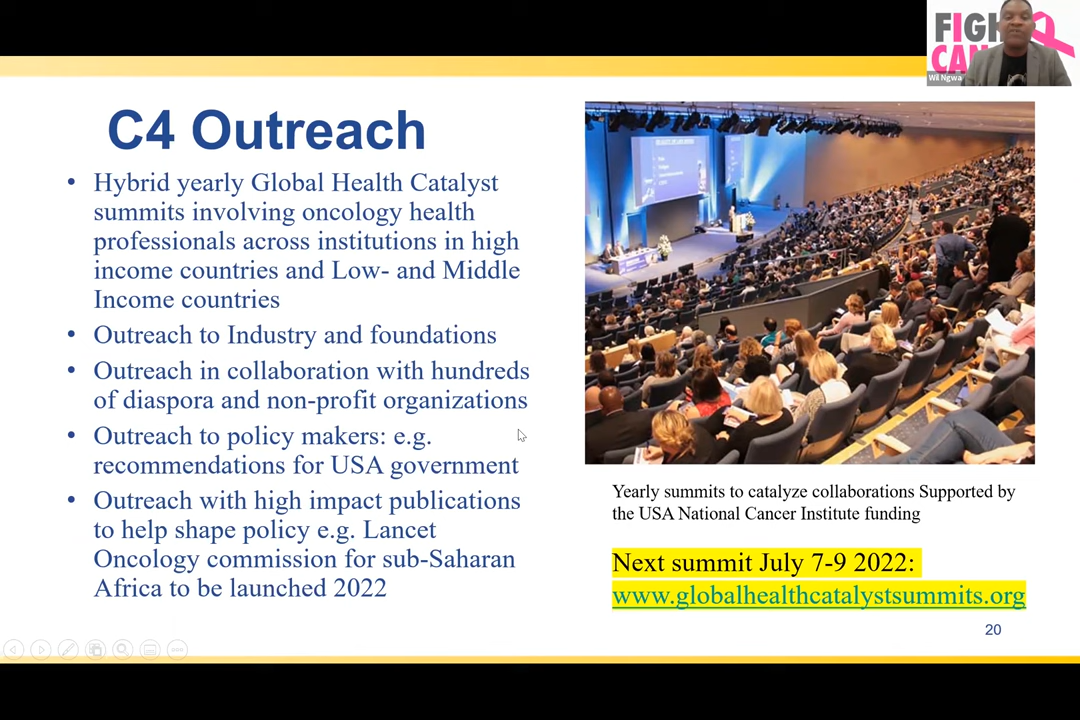 FIGH
CAN
Wil Ngwa
C4 Outreach
• Hybrid yearly Global Health Catalyst
summits involving oncology health
professionals across institutions in high
income countries and Low- and Middle
Income countries
• Outreach to Industry and foundations
• Outreach in collaboration with hundreds
of diaspora and non-profit organizations
• Outreach to policy makers: e.g.
recommendations for USA government
• Outreach with high impact publications
to help shape policy e.g. Lancet
Oncology commission for sub-Saharan
Africa to be launched 2022
Yearly summits to catalyze collaborations Supported by
the USA National Cancer Institute funding
Next summit July 7-9 2022:
www.globalhealthcatalystsummits.org
20